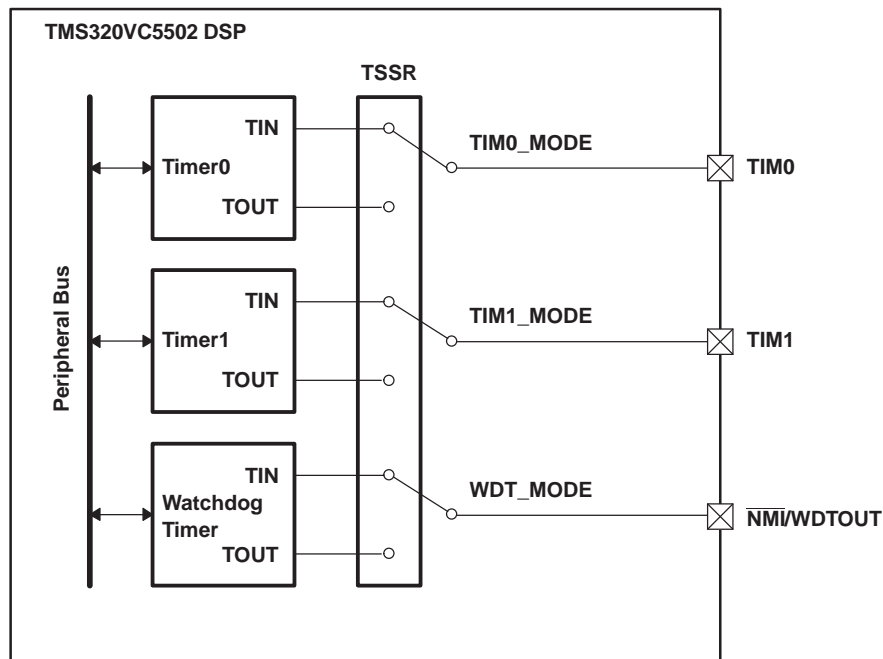 TMS320VC5502 DSP
TSSR
TIN
TIM0_MODE
Timer0
TIM0
TOUT
Peripheral Bus
TIN
TIM1_MODE
Timer1
TIM1
TOUT
TIN
WDT_MODE
Watchdog
Timer
NMI/WDTOUT
TOUT